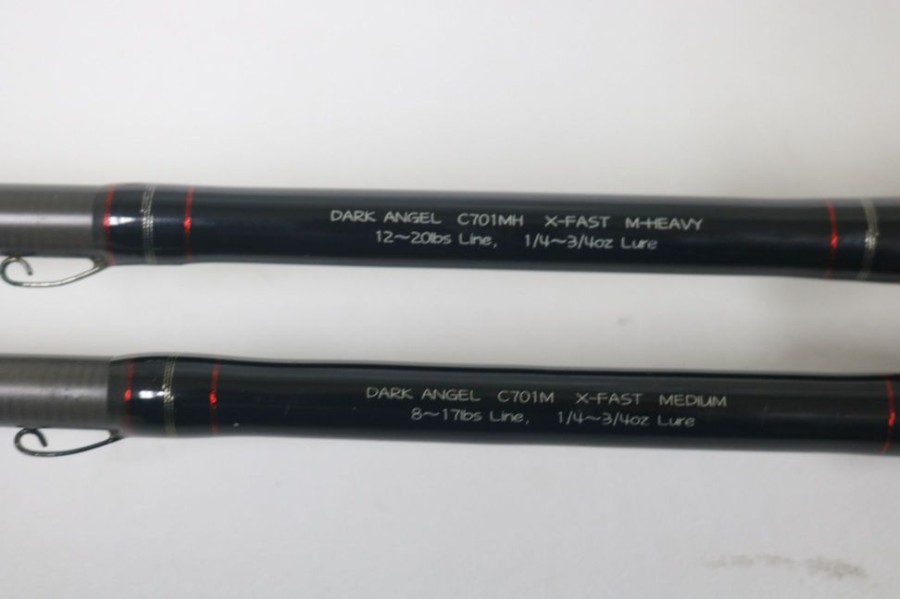 DARK ANGEL C701MH X-FAST M-HEAVY
12~20lbs Line, 1/4~3/4oz Lure
DARK ANGEL C701M X-FAST MEDIUM
8~17lbs Line, 1/4~3/4oz Lure